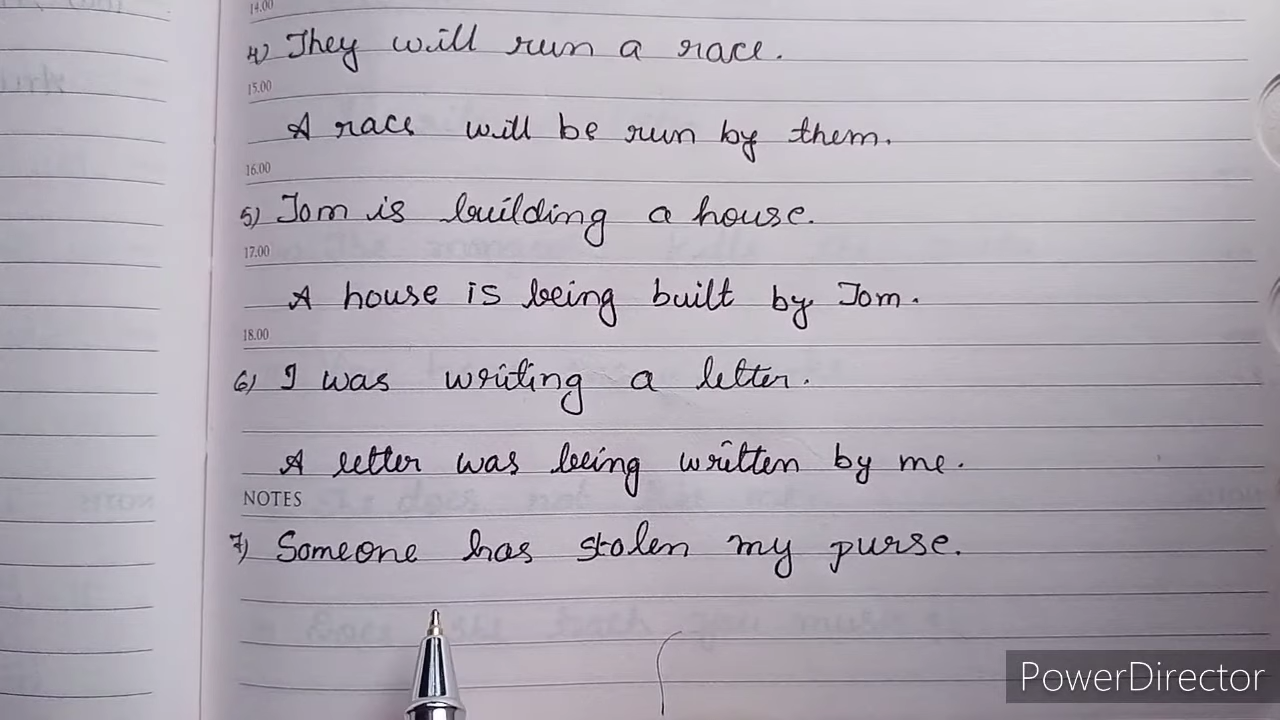 14.00
4) They will run a race.
15.00
A race will be run by them.
16.00
5) Tom is building a house.
17.00
A house is being built by Tom.
18.00
6) I was writing a letter.
A letter was being written by me.
NOTES
7) Someone has stolen my purse.
PowerDirector